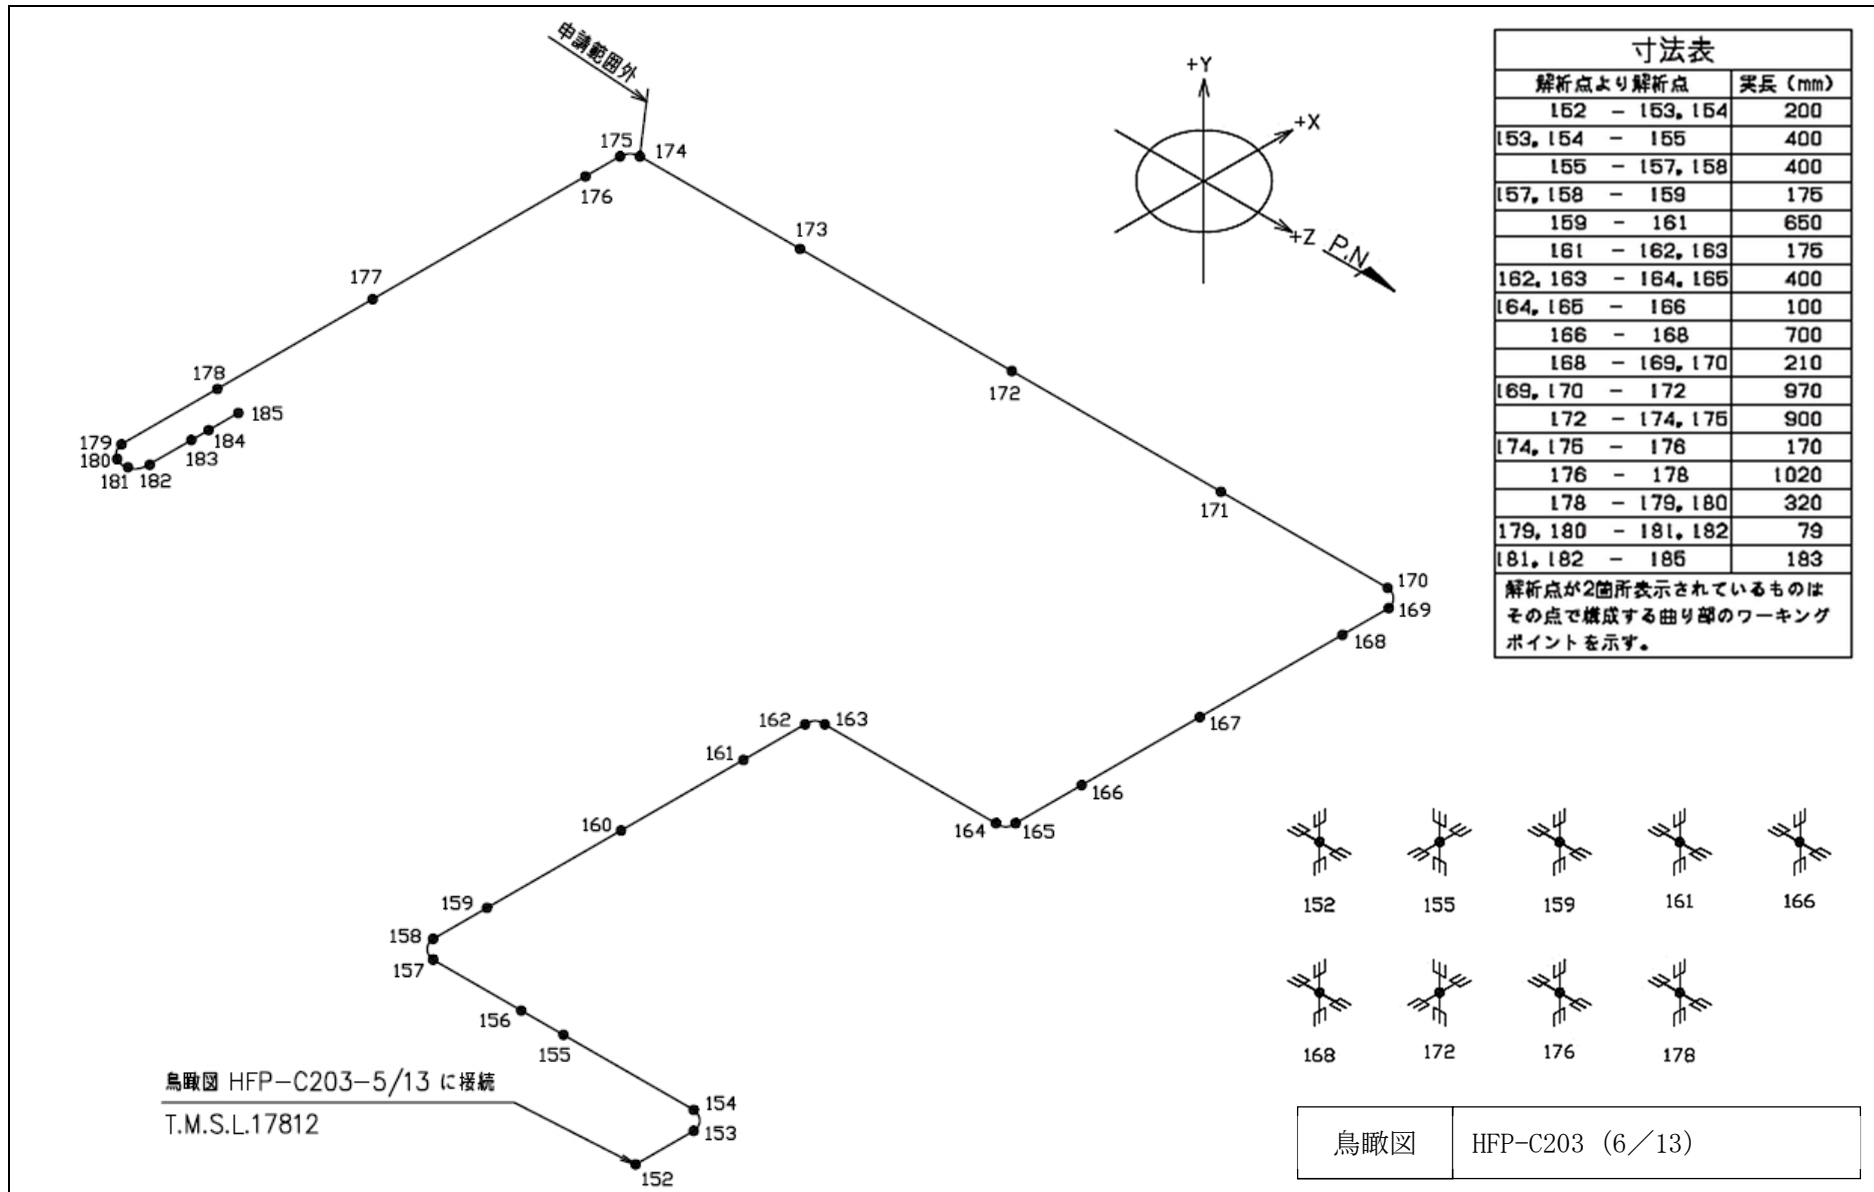 申請範囲外
175
174
176
173
177
172
178
185
179
184
180
183
181
182
171
170
169
168
162
163
167
161
166
160
164
165
159
158
157
156
155
154
153
152
鳥瞰図 HFP-C203-5/13 に接続
T.M.S.L.17812
+Y
+X
+Z
P.N
寸法表
解析点より解析点 実長 (mm)
152 - 153,154 200
153,154 - 155 400
155 - 157,158 400
157,158 - 159 175
159 - 161 650
161 - 162,163 175
162,163 - 164,165 400
164,165 - 166 100
166 - 168 700
168 - 169,170 210
169,170 - 172 970
172 - 174,175 900
174,175 - 176 170
176 - 178 1020
178 - 179,180 320
179,180 - 181,182 79
181,182 - 185 183
解析点が2箇所表示されているものは
その点で構成する曲り部のワーキング
ポイントを示す。
152 155 159 161 166
168 172 176 178
鳥瞰図 HFP-C203 (6/13)